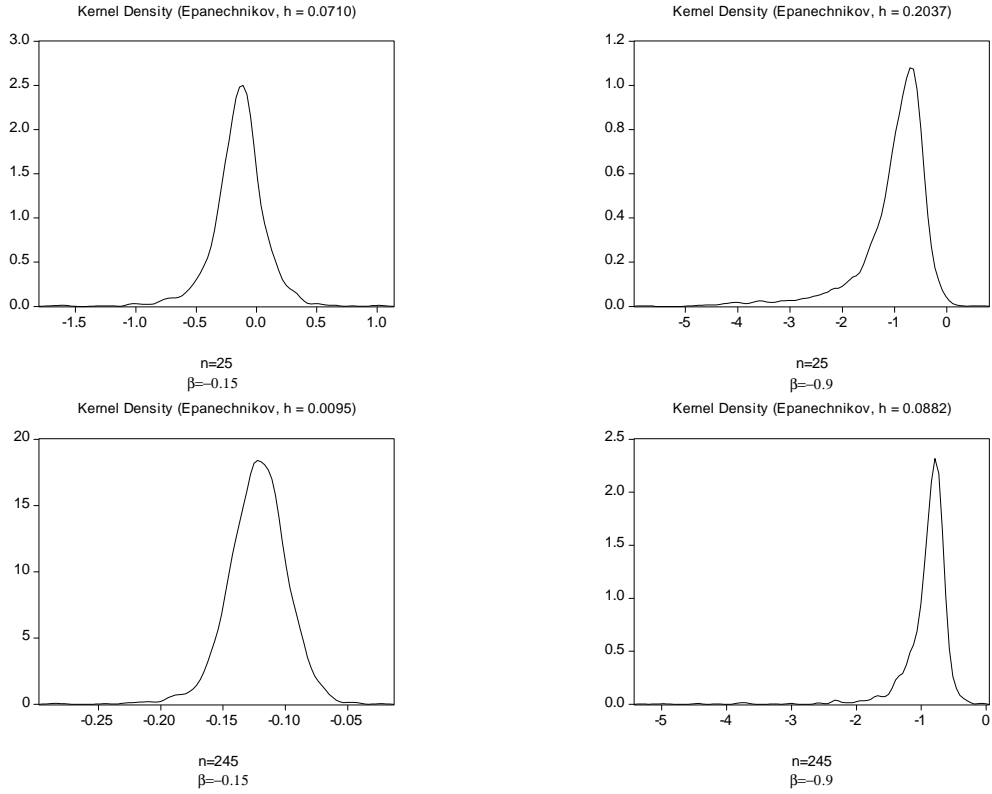 Kernel Density (Epanechnikov, h = 0.0710)
3.0
2.5
2.0
1.5
1.0
0.5
0.0
-1.5 -1.0 -0.5 0.0 0.5 1.0
n=25
β=–0.15
Kernel Density (Epanechnikov, h = 0.2037)
1.2
1.0
0.8
0.6
0.4
0.2
0.0
-5 -4 -3 -2 -1 0
n=25
β=–0.9
Kernel Density (Epanechnikov, h = 0.0095)
20
15
10
5
0
-0.25 -0.20 -0.15 -0.10 -0.05
n=245
β=–0.15
Kernel Density (Epanechnikov, h = 0.0882)
2.5
2.0
1.5
1.0
0.5
0.0
-5 -4 -3 -2 -1 0
n=245
β=–0.9